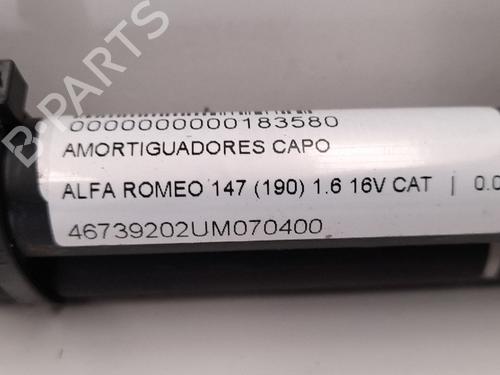 B-PARTS
0000000000183580
AMORTIGUADORES CAPO
ALFA ROMEO 147 (190) 1.6 16V CAT | 0.0
46739202UM070400